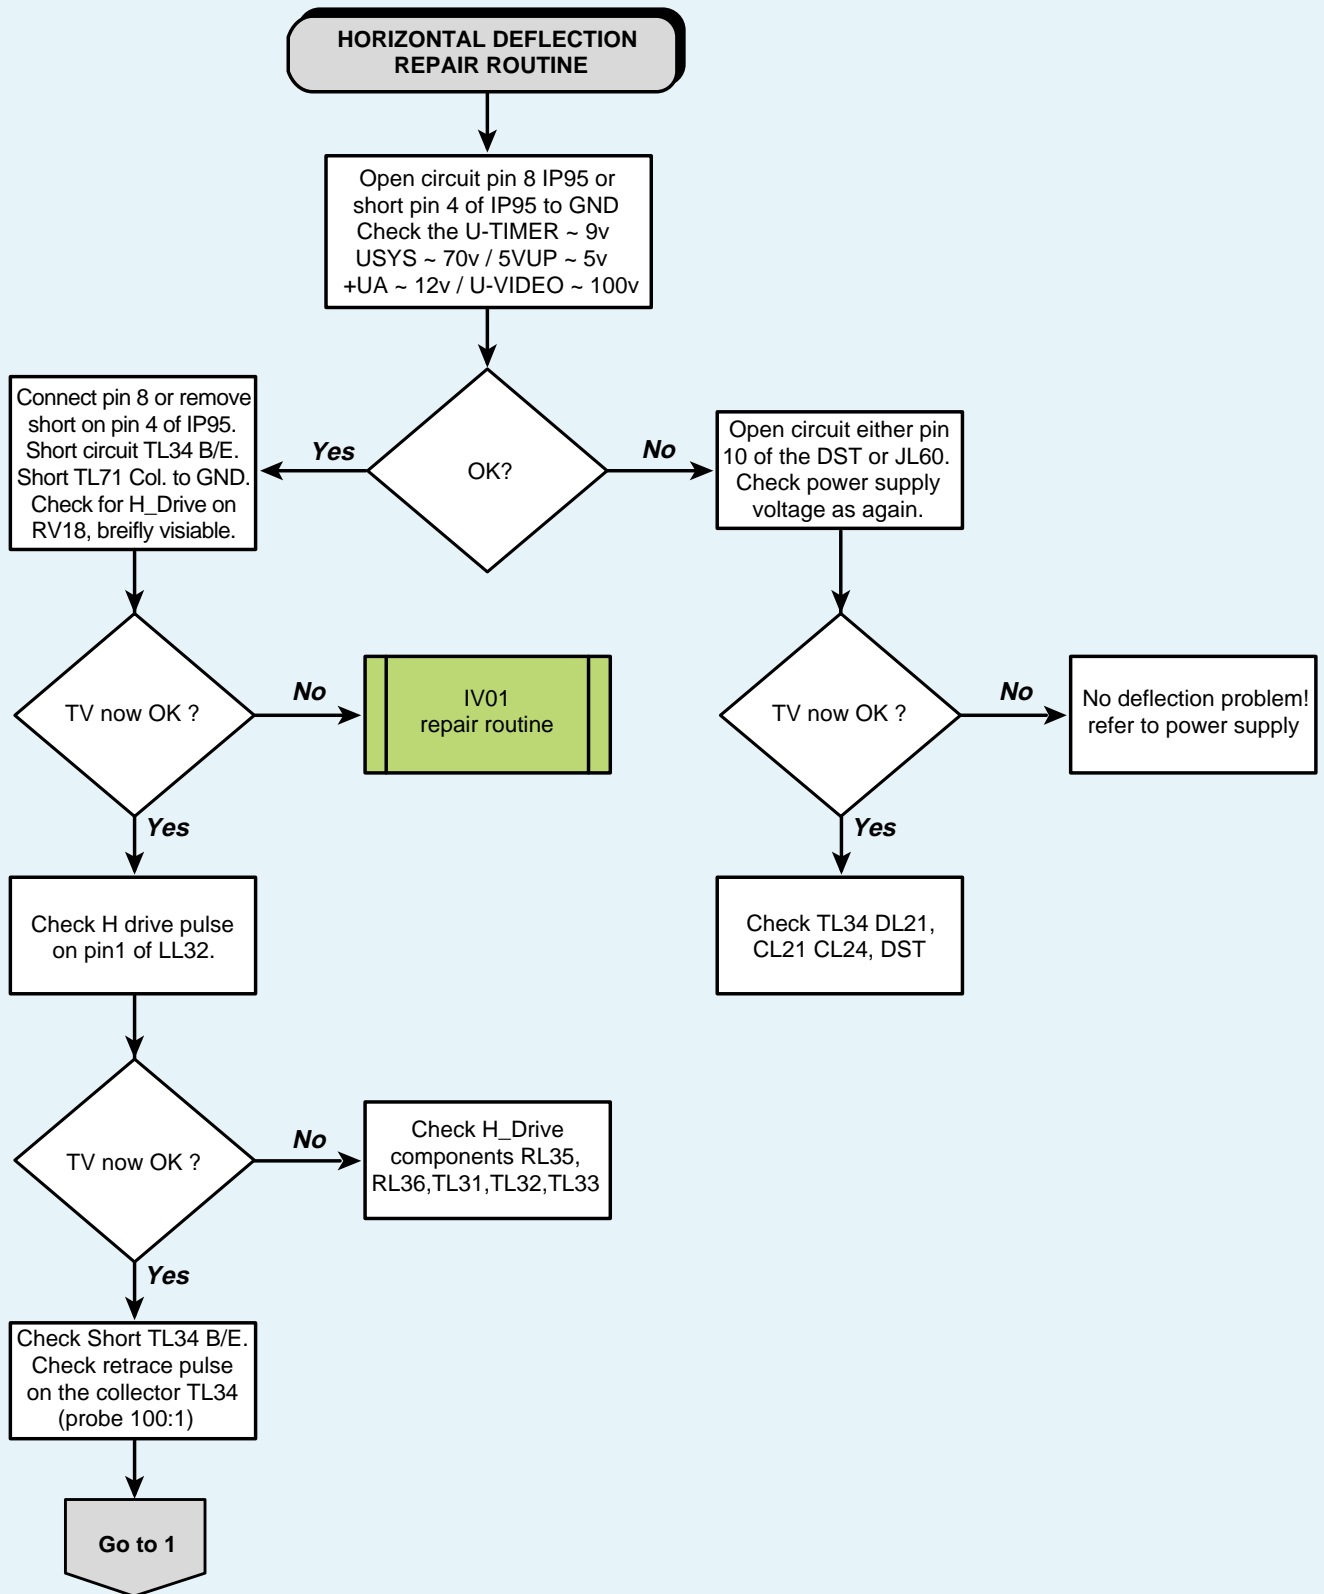 HORIZONTAL DEFLECTION
REPAIR ROUTINE
Open circuit pin 8 IP95 or
short pin 4 of IP95 to GND
Check the U-TIMER ~ 9v
USYS ~ 70v / 5VUP ~ 5v
+UA ~ 12v / U-VIDEO ~ 100v
OK?
Yes
No
Connect pin 8 or remove
short on pin 4 of IP95.
Short circuit TL34 B/E.
Short TL71 Col. to GND.
Check for H_Drive on
RV18, breifly visiable.
Open circuit either pin
10 of the DST or JL60.
Check power supply
voltage as again.
TV now OK ?
No
IV01
repair routine
Yes
TV now OK ?
No
No deflection problem!
refer to power supply
Yes
Check H drive pulse
on pin1 of LL32.
Check TL34 DL21,
CL21 CL24, DST
TV now OK ?
No
Check H_Drive
components RL35,
RL36,TL31,TL32,TL33
Yes
Check Short TL34 B/E.
Check retrace pulse
on the collector TL34
(probe 100:1)
Go to 1